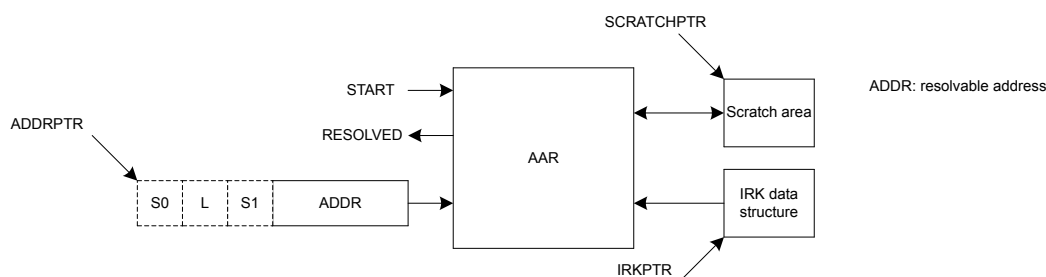 SCRATCHPTR
START
ADDR: resolvable address
Scratch area
ADDRPTR
RESOLVED
AAR
S0
L
S1
ADDR
IRK data
structure
IRKPTR